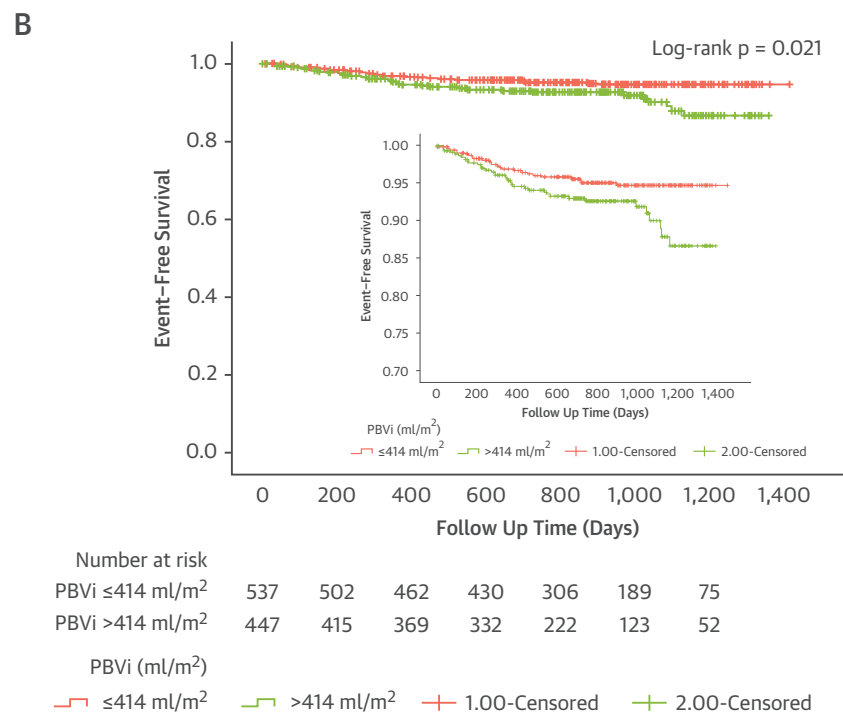 B
Log-rank p = 0.021
Event–Free Survival
1.0
0.8
0.6
0.4
0.2
0.0
0 200 400 600 800 1,000 1,200 1,400
Follow Up Time (Days)
Event–Free Survival
1.00
0.95
0.90
0.85
0.80
0.75
0.70
0 200 400 600 800 1,000 1,200 1,400
Follow Up Time (Days)
PBVi (ml/m²)
≤414 ml/m² >414 ml/m² 1.00-Censored 2.00-Censored
Number at risk
PBVi ≤414 ml/m² 537 502 462 430 306 189 75
PBVi >414 ml/m² 447 415 369 332 222 123 52
PBVi (ml/m²)
≤414 ml/m² >414 ml/m² 1.00-Censored 2.00-Censored